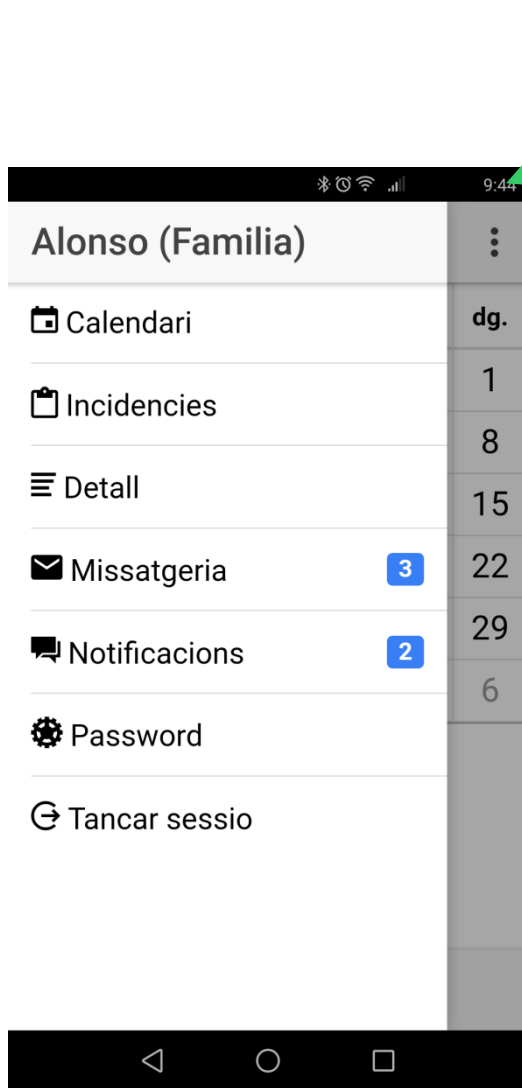 9:44
Alonso (Familia)
Calendari
dg.
Incidencies
1
8
Detall
15
Missatgeria 3
22
Notificacions 2
29
6
Password
Tancar sessio